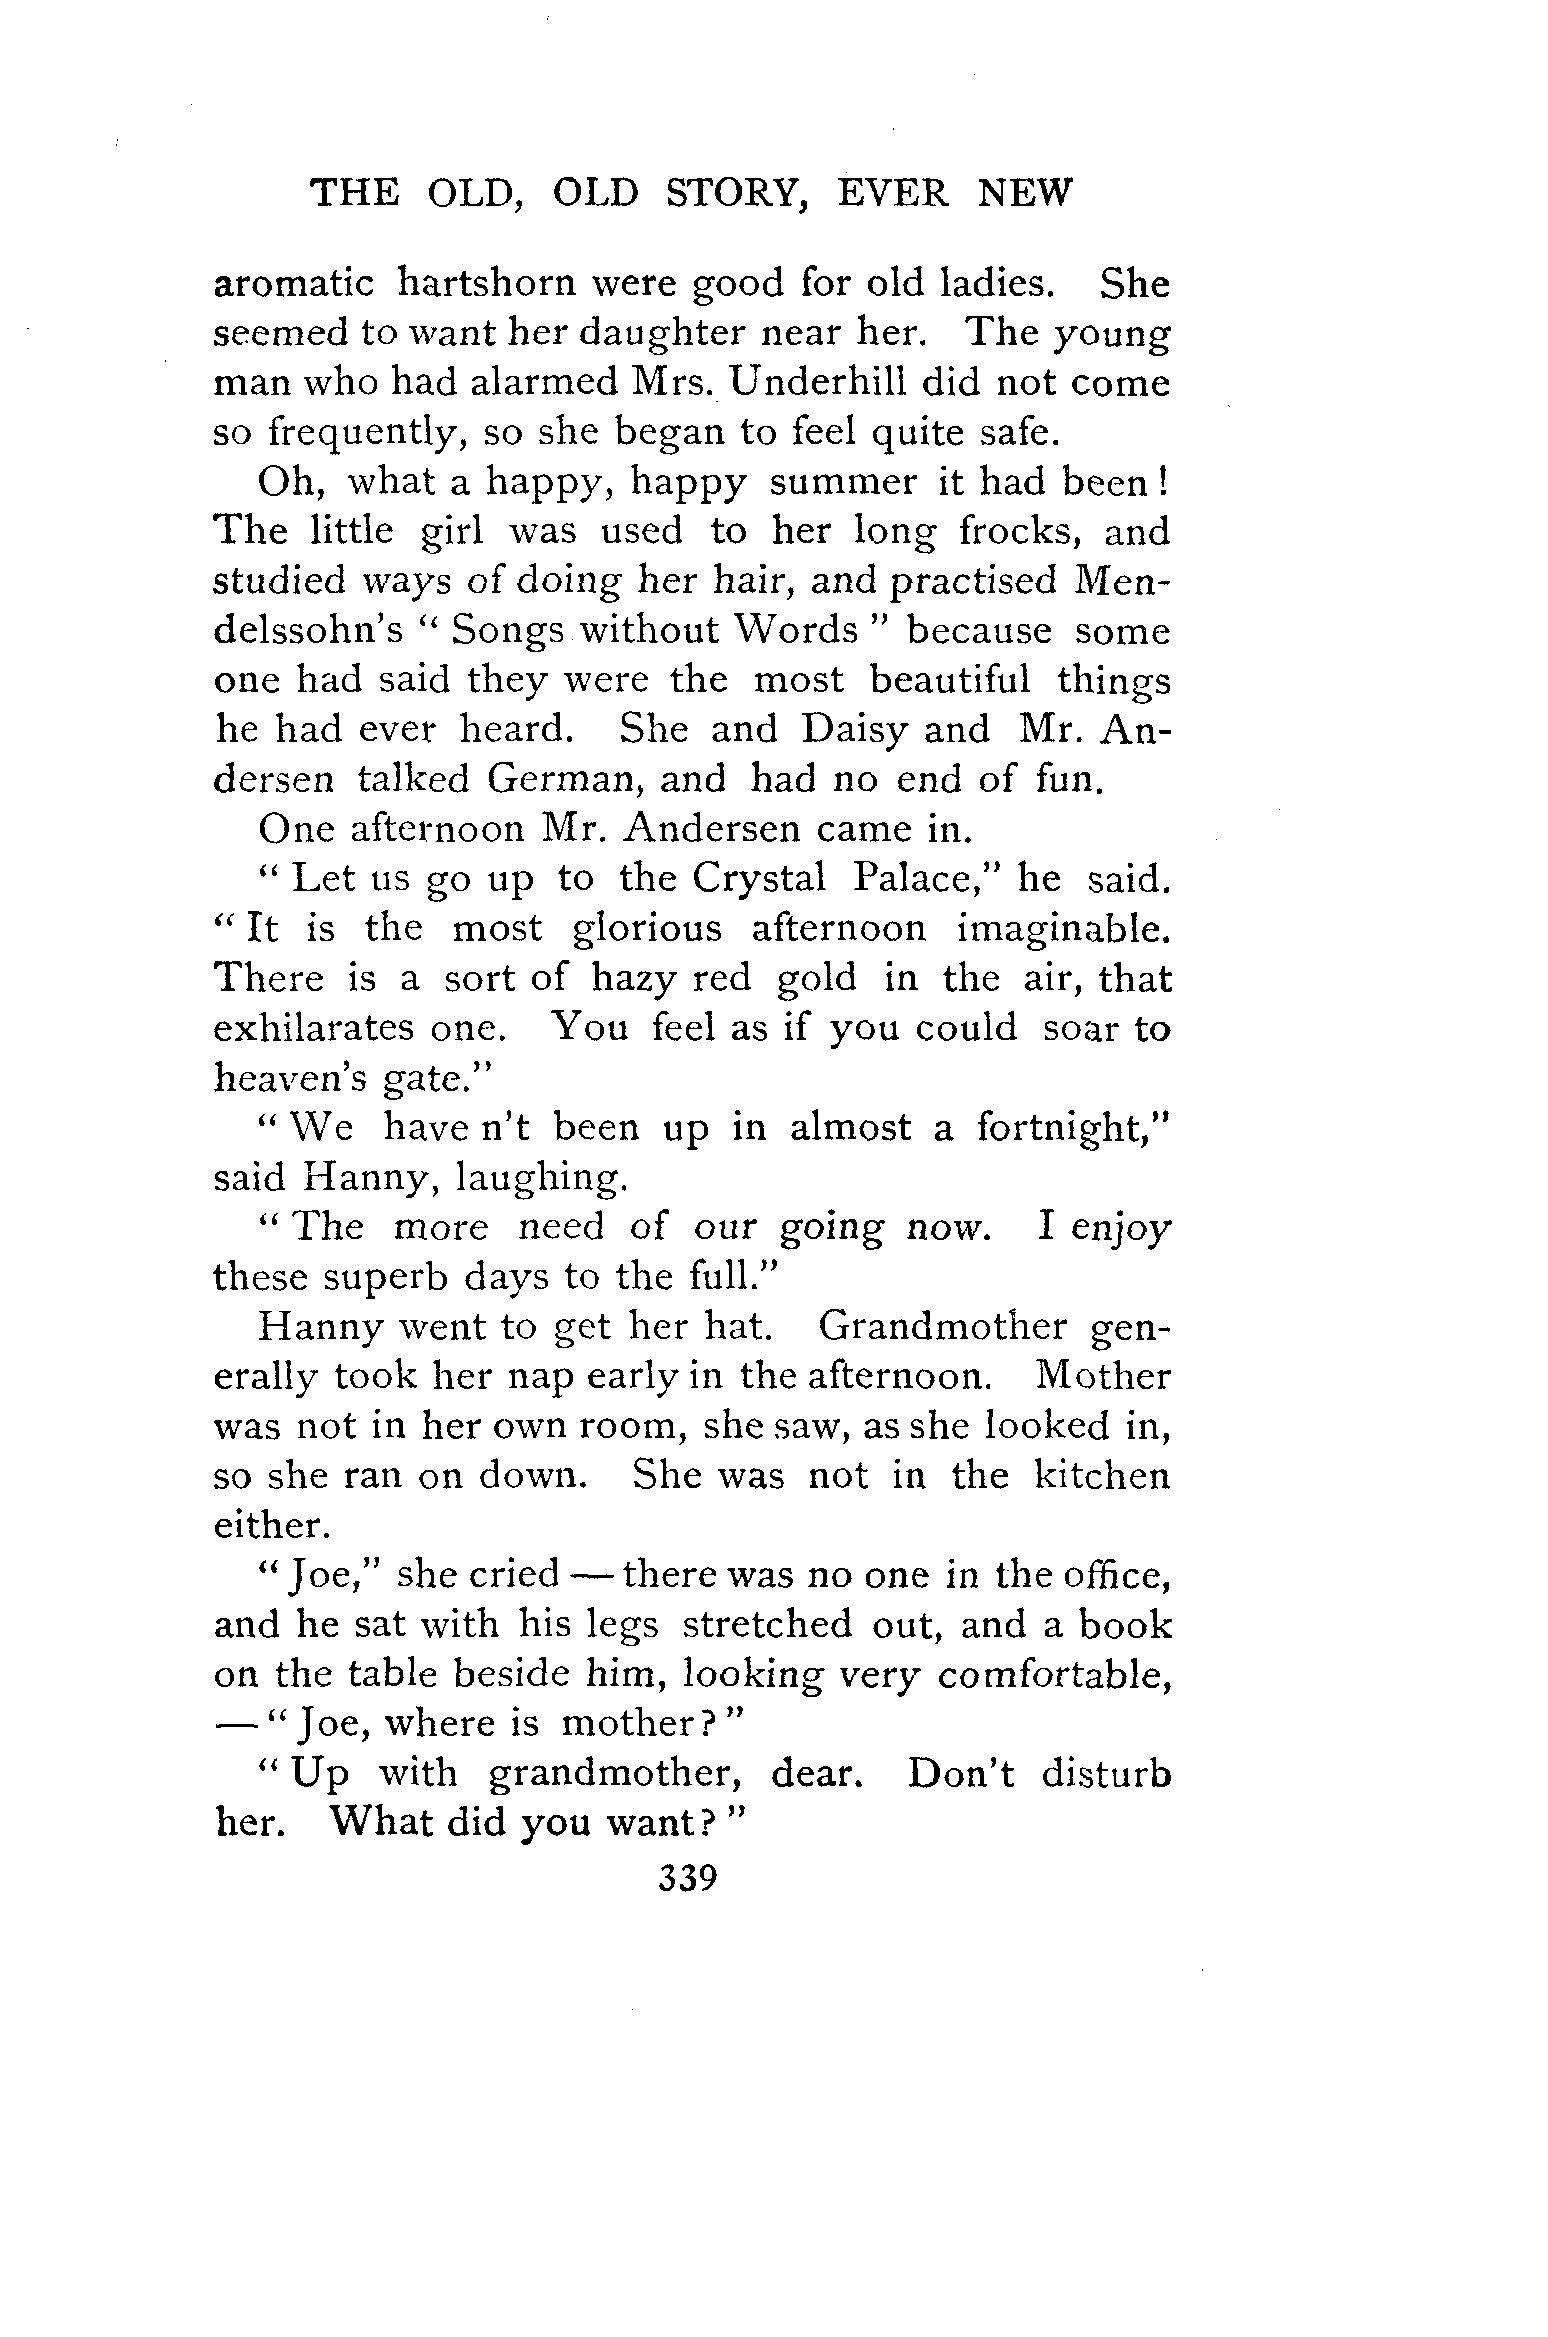 THE OLD, OLD STORY, EVER NEW
aromatic hartshorn were good for old ladies. She
seemed to want her daughter near her. The young
man who had alarmed Mrs. Underhill did not come
so frequently, so she began to feel quite safe.
Oh, what a happy, happy summer it had been!
The little girl was used to her long frocks, and
studied ways of doing her hair, and practised Men-
delssohn's “ Songs without Words ” because some
one had said they were the most beautiful things
he had ever heard. She and Daisy and Mr. An-
dersen talked German, and had no end of fun.
One afternoon Mr. Andersen came in.
“ Let us go up to the Crystal Palace,” he said.
“ It is the most glorious afternoon imaginable.
There is a sort of hazy red gold in the air, that
exhilarates one. You feel as if you could soar to
heaven's gate.”
“ We have n't been up in almost a fortnight,”
said Hanny, laughing.
“ The more need of our going now. I enjoy
these superb days to the full.”
Hanny went to get her hat. Grandmother gen-
erally took her nap early in the afternoon. Mother
was not in her own room, she saw, as she looked in,
so she ran on down. She was not in the kitchen
either.
“ Joe,” she cried — there was no one in the office,
and he sat with his legs stretched out, and a book
on the table beside him, looking very comfortable,
— “ Joe, where is mother? ”
“ Up with grandmother, dear. Don't disturb
her. What did you want? ”
339